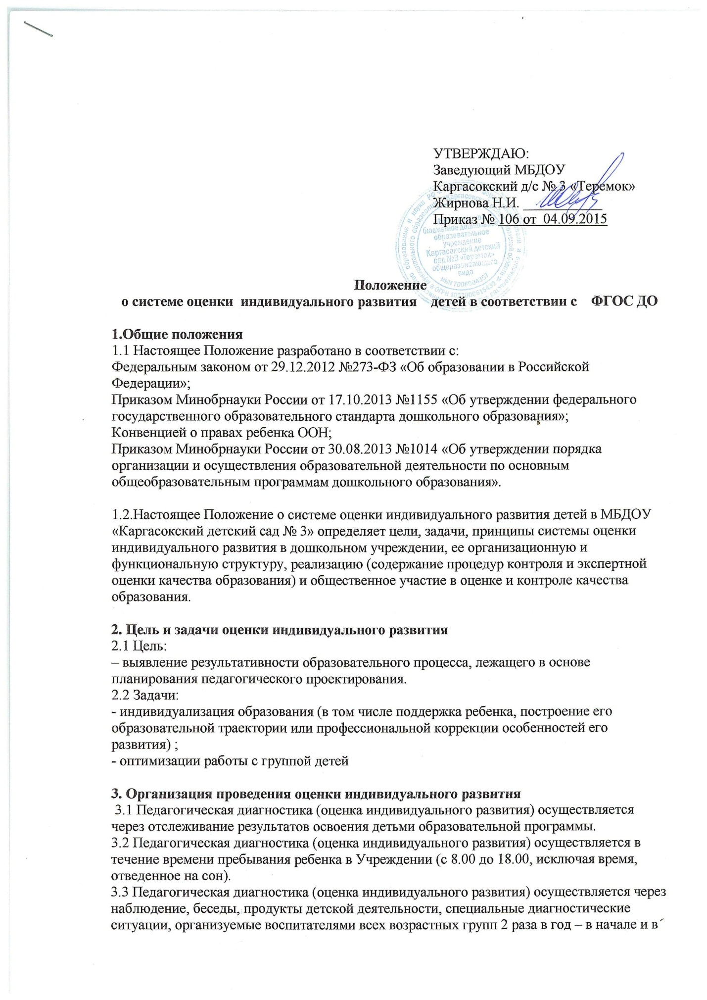 УТВЕРЖДАЮ:
Заведующий МБДОУ
Каргасокский д/с № 3 «Теремок»
Жирнова Н.И. ___________
Приказ № 106 от  04.09.2015
бюджетное дошкольное
образовательное
учреждение
Каргасокский детский
сад №3 «Теремок»
общеразвивающего
вида
Положение
о системе оценки  индивидуального развития    детей в соответствии с    ФГОС ДО
1.Общие положения
1.1 Настоящее Положение разработано в соответствии с:
Федеральным законом от 29.12.2012 №273-ФЗ «Об образовании в Российской
Федерации»;
Приказом Минобрнауки России от 17.10.2013 №1155 «Об утверждении федерального
государственного образовательного стандарта дошкольного образования»;
Конвенцией о правах ребенка ООН;
Приказом Минобрнауки России от 30.08.2013 №1014 «Об утверждении порядка
организации и осуществления образовательной деятельности по основным
общеобразовательным программам дошкольного образования».
1.2.Настоящее Положение о системе оценки индивидуального развития детей в МБДОУ
«Каргасокский детский сад № 3» определяет цели, задачи, принципы системы оценки
индивидуального развития в дошкольном учреждении, ее организационную и
функциональную структуру, реализацию (содержание процедур контроля и экспертной
оценки качества образования) и общественное участие в оценке и контроле качества
образования.
2. Цель и задачи оценки индивидуального развития
2.1 Цель:
– выявление результативности образовательного процесса, лежащего в основе
планирования педагогического проектирования.
2.2 Задачи:
- индивидуализация образования (в том числе поддержка ребенка, построение его
образовательной траектории или профессиональной коррекции особенностей его
развития) ;
- оптимизации работы с группой детей
3. Организация проведения оценки индивидуального развития
3.1 Педагогическая диагностика (оценка индивидуального развития) осуществляется
через отслеживание результатов освоения детьми образовательной программы.
3.2 Педагогическая диагностика (оценка индивидуального развития) осуществляется в
течение времени пребывания ребенка в Учреждении (с 8.00 до 18.00, исключая время,
отведенное на сон).
3.3 Педагогическая диагностика (оценка индивидуального развития) осуществляется через
наблюдение, беседы, продукты детской деятельности, специальные диагностические
ситуации, организуемые воспитателями всех возрастных групп 2 раза в год – в начале и в